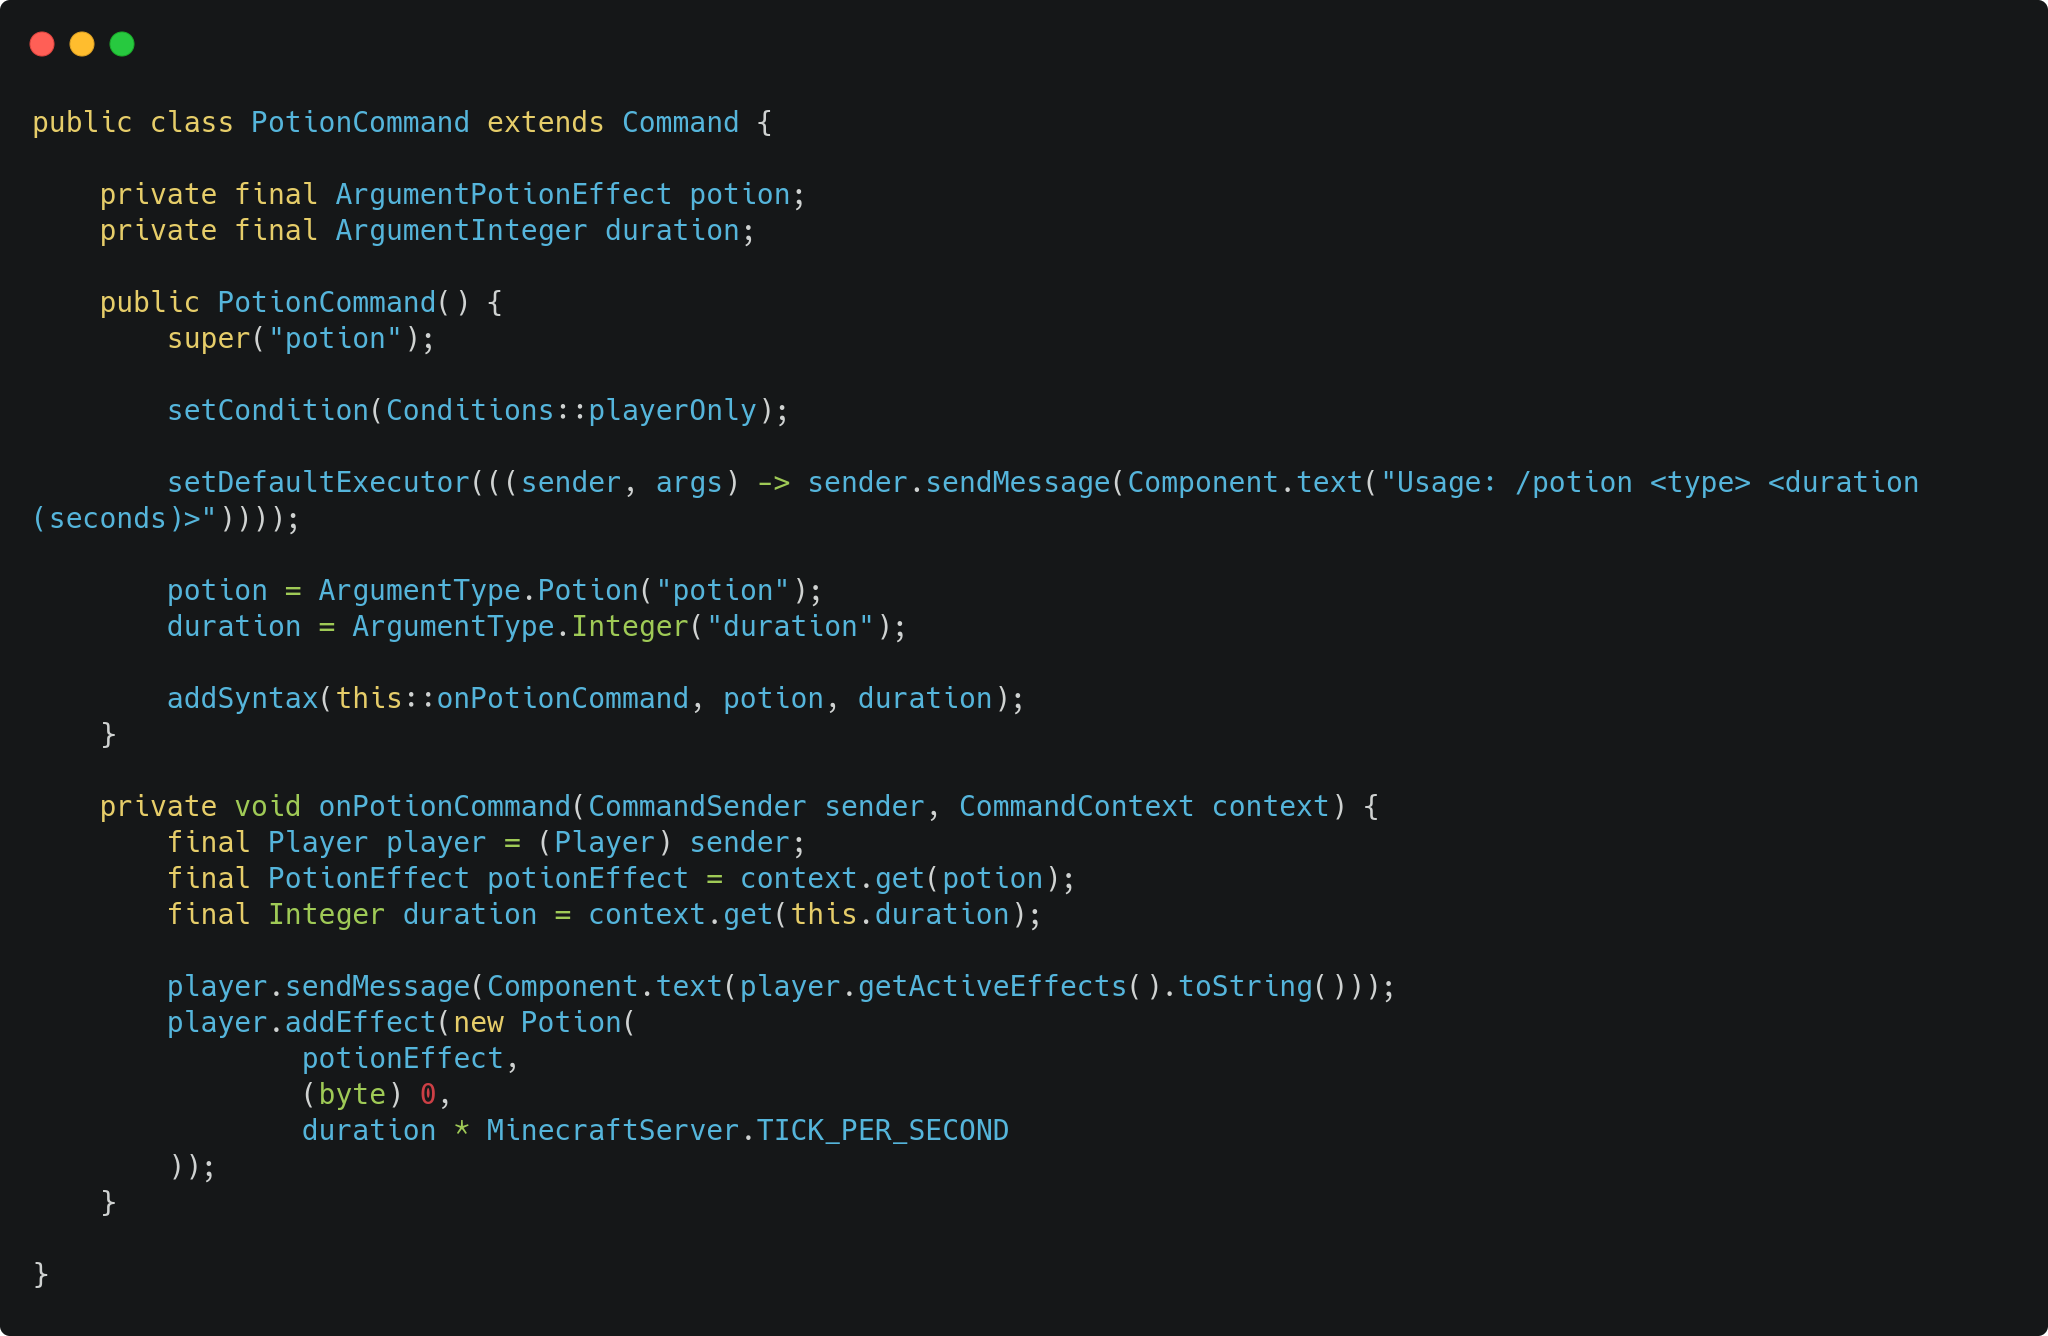 public class PotionCommand extends Command {

    private final ArgumentPotionEffect potion;
    private final ArgumentInteger duration;

    public PotionCommand() {
        super("potion");

        setCondition(Conditions::playerOnly);

        setDefaultExecutor(((sender, args) -> sender.sendMessage(Component.text("Usage: /potion <type> <duration
(seconds)>"))));

        potion = ArgumentType.Potion("potion");
        duration = ArgumentType.Integer("duration");

        addSyntax(this::onPotionCommand, potion, duration);
    }

    private void onPotionCommand(CommandSender sender, CommandContext context) {
        final Player player = (Player) sender;
        final PotionEffect potionEffect = context.get(potion);
        final Integer duration = context.get(this.duration);

        player.sendMessage(Component.text(player.getActiveEffects().toString()));
        player.addEffect(new Potion(
                potionEffect,
                (byte) 0,
                duration * MinecraftServer.TICK_PER_SECOND
        ));
    }

}